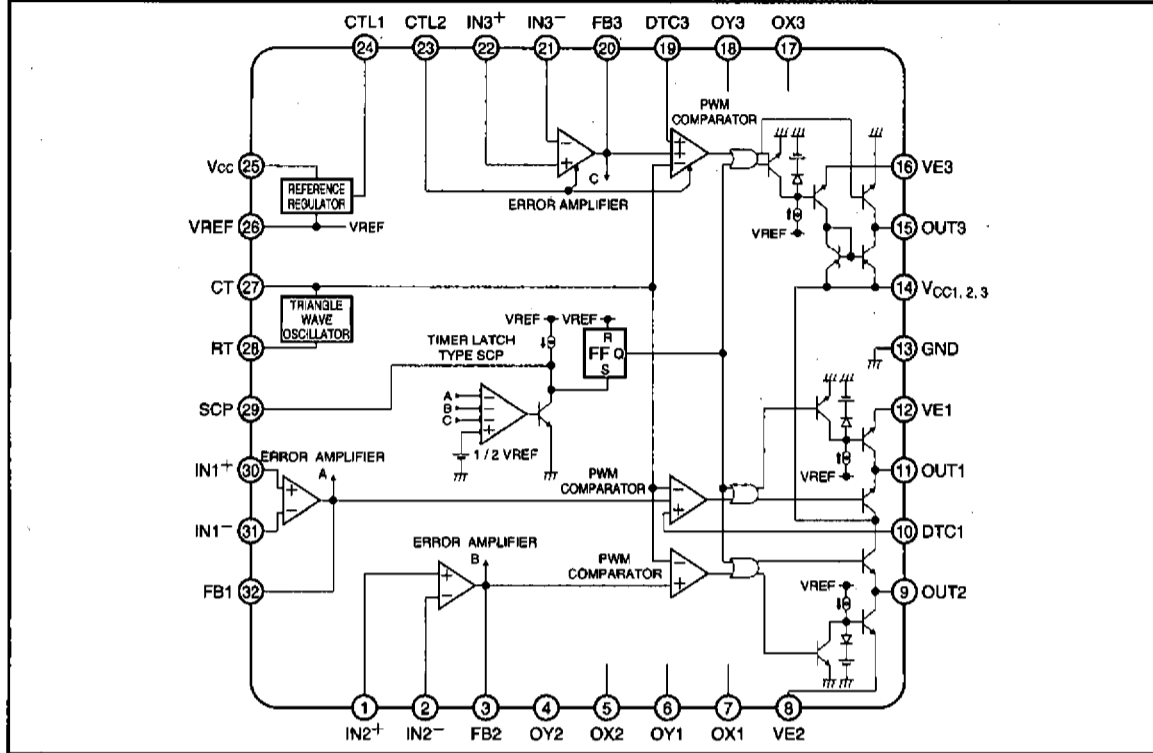 CTL1 CTL2 IN3+ IN3− FB3 DTC3 OY3 OX3
24 23 22 21 20 19 18 17
PWM
COMPARATOR
Vcc 25
REFERENCE
REGULATOR
VREF 26
VREF
C
ERROR AMPLIFIER
VREF
16 VE3
15 OUT3
CT 27
TRIANGLE
WAVE
OSCILLATOR
RT 28
14 VCC1, 2, 3
VREF VREF
TIMER LATCH
TYPE SCP
R
FF Q
S
13 GND
SCP 29
A
B
C
1 / 2 VREF
12 VE1
IN1+ 30
ERROR AMPLIFIER
A
VREF
11 OUT1
PWM
COMPARATOR
IN1− 31
10 DTC1
ERROR AMPLIFIER
B
PWM
COMPARATOR
FB1 32
VREF
9 OUT2
1 2 3 4 5 6 7 8
IN2+ IN2− FB2 OY2 OX2 OY1 OX1 VE2